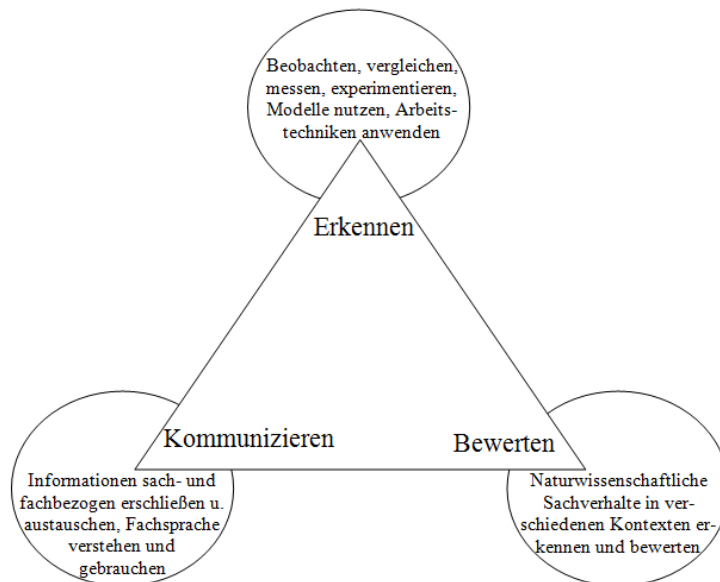 Beobachten, vergleichen,
messen, experimentieren,
Modelle nutzen, Arbeits-
techniken anwenden
Erkennen
Kommunizieren
Bewerten
Informationen sach- und
fachbezogen erschließen u.
austauschen, Fachsprache
verstehen und
gebrauchen
Naturwissenschaftliche
Sachverhalte in ver-
schiedenen Kontexten er-
kennen und bewerten